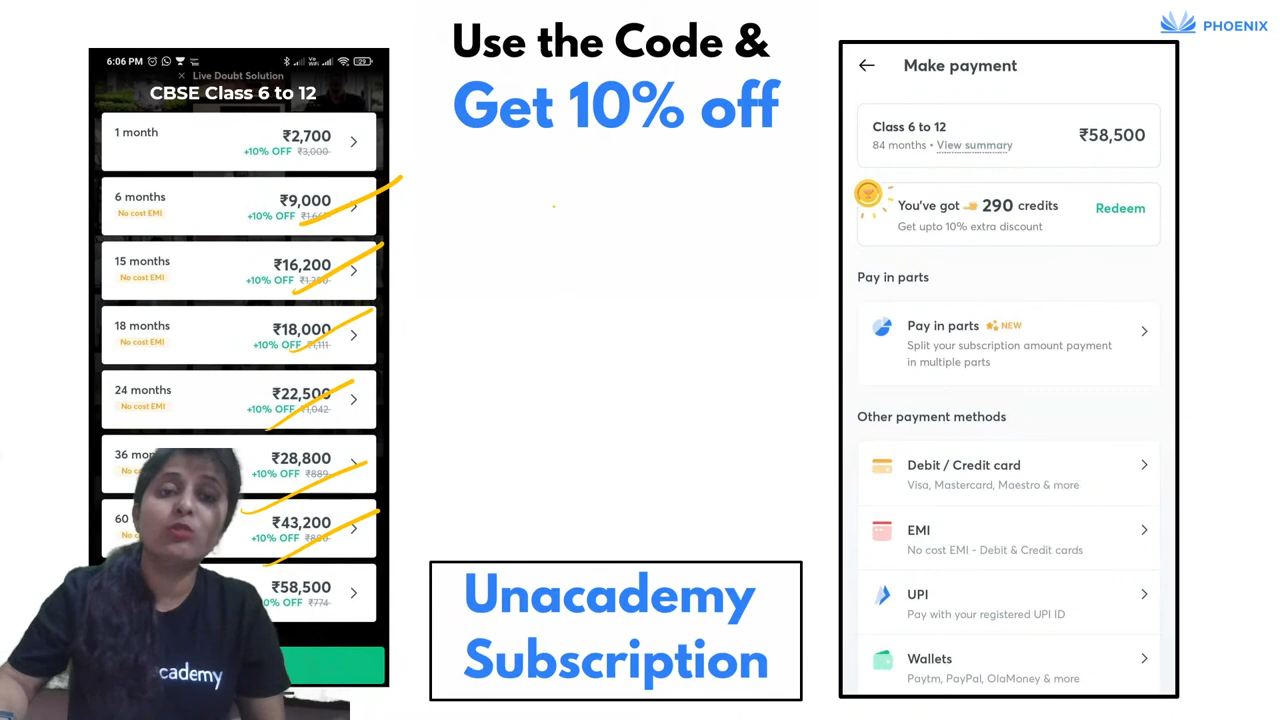 Use the Code &
Get 10% off
PHOENIX
6:06 PM
Live Doubt Solution
CBSE Class 6 to 12
1 month
₹2,700
+10% OFF ₹3,000
6 months
₹9,000
No cost EMI
+10% OFF
15 months
₹16,200
No cost EMI
+10% OFF
18 months
₹18,000
No cost EMI
+10% OFF ₹1,111
24 months
₹22,500
No cost EMI
+10% OFF ₹1,042
36
₹28,800
+10% OFF ₹889
60
₹43,200
+10% OFF
₹58,500
0% OFF ₹774
cademy
Unacademy
Subscription
Make payment
Class 6 to 12
₹58,500
84 months • View summary
You've got 290 credits
Redeem
Get upto 10% extra discount
Pay in parts
Pay in parts NEW
Split your subscription amount payment
in multiple parts
Other payment methods
Debit / Credit card
Visa, Mastercard, Maestro & more
EMI
No cost EMI - Debit & Credit cards
UPI
Pay with your registered UPI ID
Wallets
Paytm, PayPal, OlaMoney & more